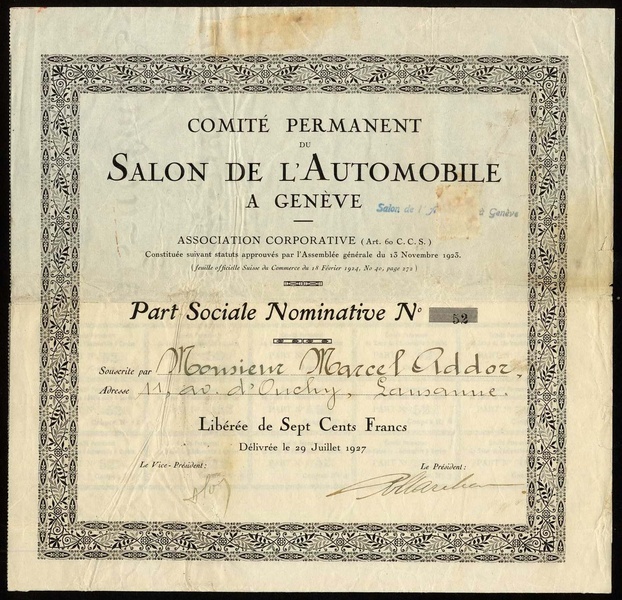 COMITÉ PERMANENT
DU
SALON DE L'AUTOMOBILE
A GENÈVE
Salon de l'A à Genève
ASSOCIATION CORPORATIVE (Art. 60 C. C. S.)
Constituée suivant statuts approuvés par l'Assemblée générale du 13 Novembre 1923.
(feuille officielle Suisse du Commerce du 18 Février 1924, No 40, page 272)
Part Sociale Nominative No 52
Souscrite par Monsieur Marcel Addor,
Adresse 11, av. d'Ouchy, Lausanne.
Libérée de Sept Cents Francs
Délivrée le 29 Juillet 1927
Le Vice-Président: Le Président: